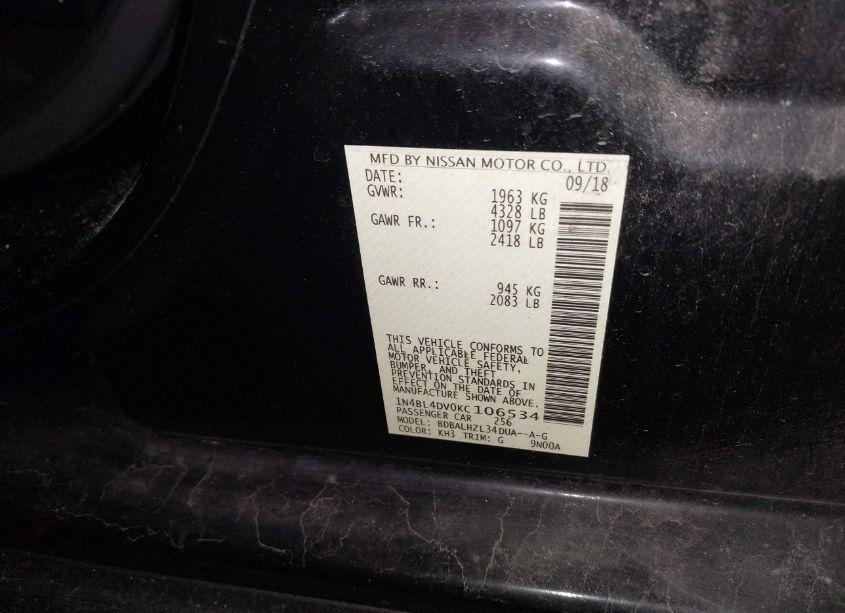 MFD BY NISSAN MOTOR CO., LTD.
DATE: 09/18
GVWR: 1963 KG
4328 LB
GAWR FR.: 1097 KG
2418 LB
GAWR RR.: 945 KG
2083 LB
THIS VEHICLE CONFORMS TO
ALL APPLICABLE FEDERAL
MOTOR VEHICLE SAFETY,
BUMPER, AND THEFT
PREVENTION STANDARDS IN
EFFECT ON THE DATE OF
MANUFACTURE SHOWN ABOVE.
1N4BL4DV0KC106534
PASSENGER CAR 256
MODEL: BDBALHZL34DUA--A-G
COLOR: KH3 TRIM: G 9N00A